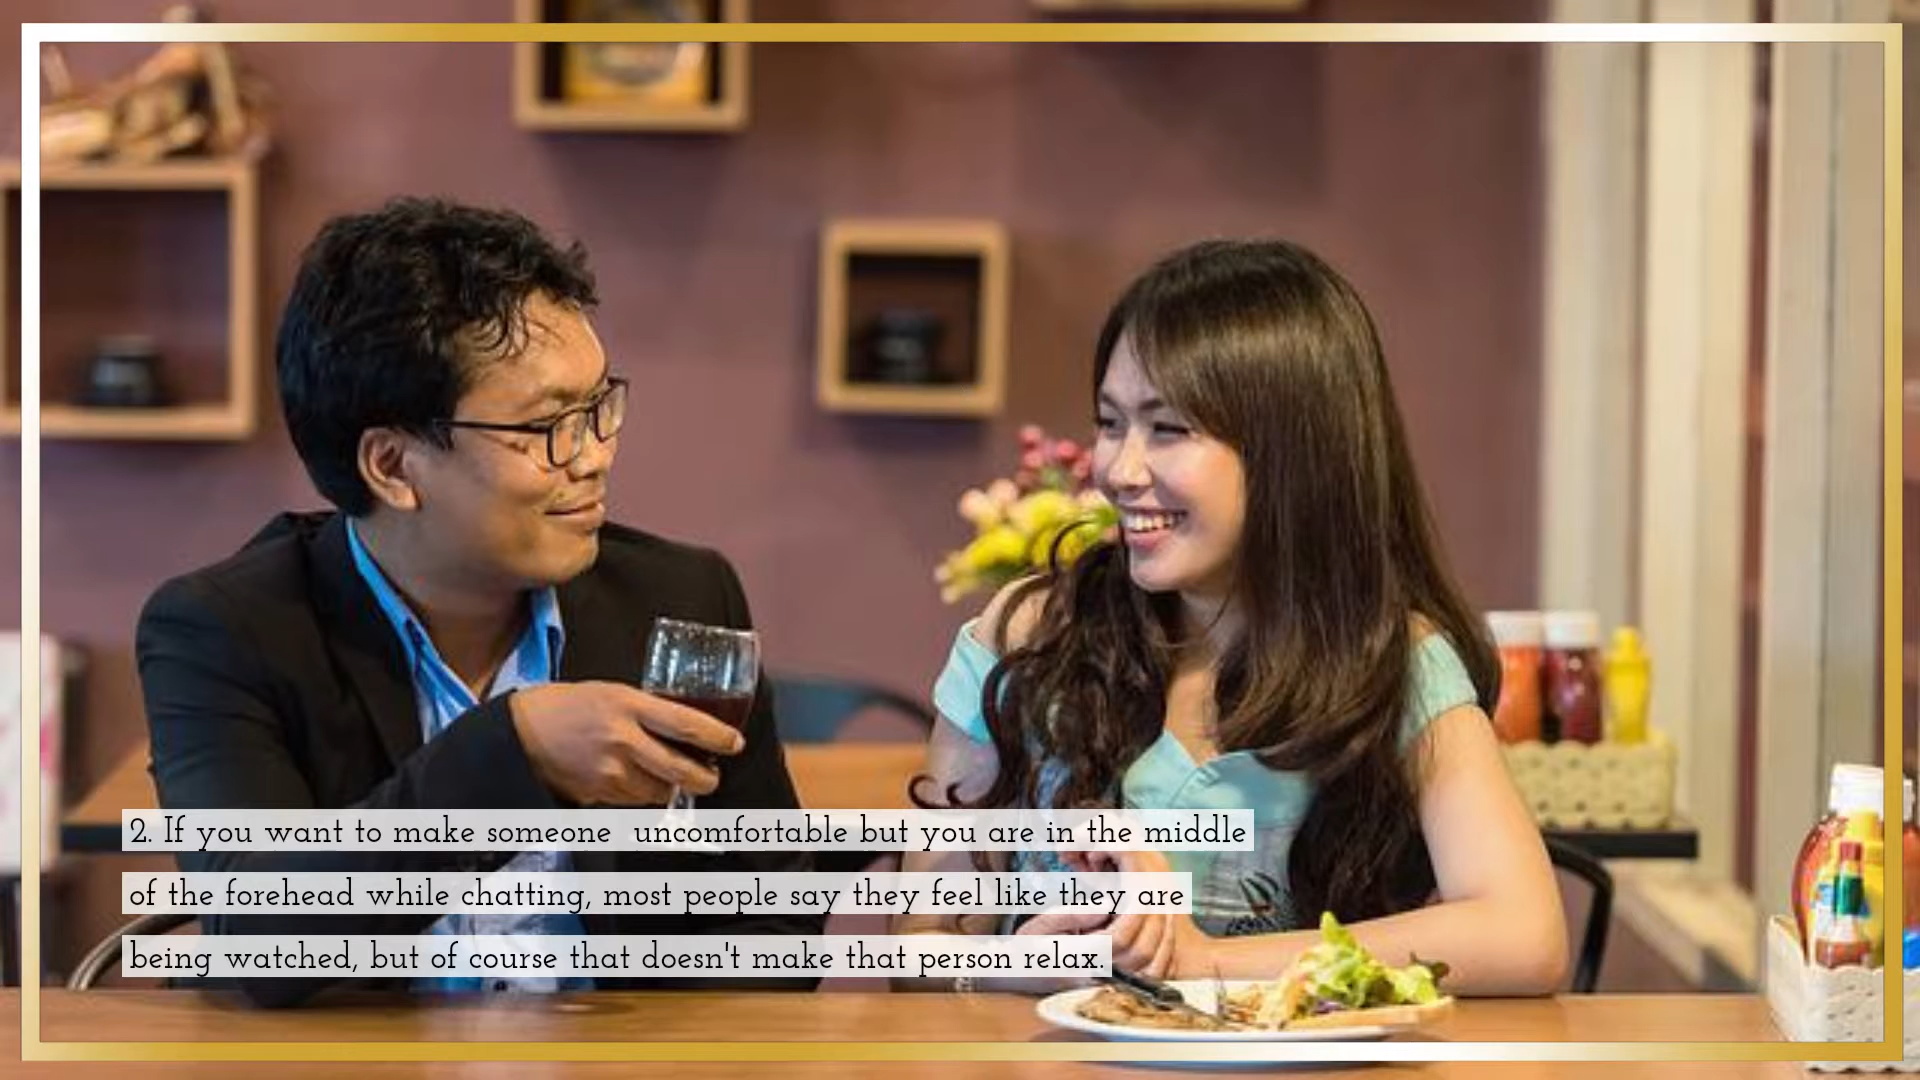 2. If you want to make someone  uncomfortable but you are in the middle
of the forehead while chatting, most people say they feel like they are
being watched, but of course that doesn't make that person relax.